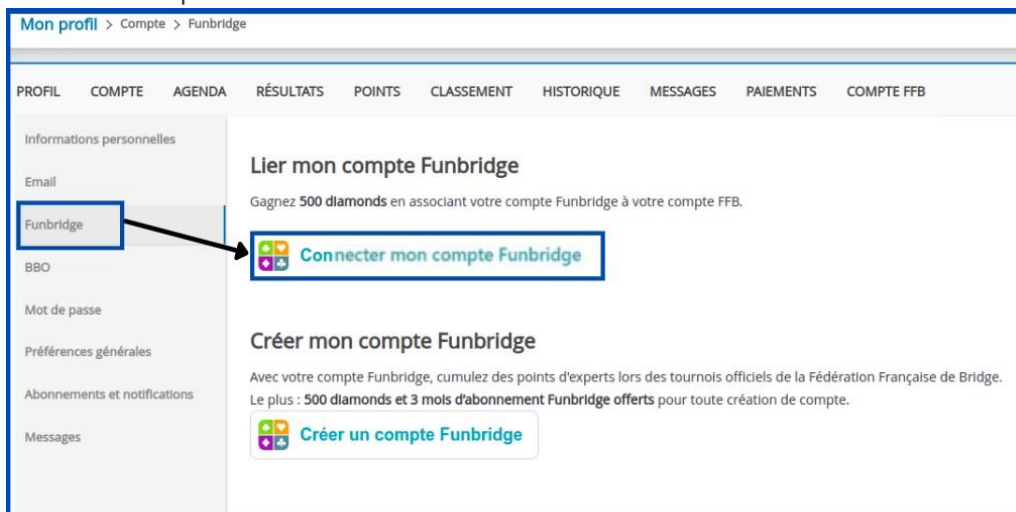 Mon profil > Compte > Funbridge
PROFIL COMPTE AGENDA RÉSULTATS POINTS CLASSEMENT HISTORIQUE MESSAGES PAIEMENTS COMPTE FFB
Informations personnelles
Email
Funbridge
BBO
Mot de passe
Préférences générales
Abonnements et notifications
Messages
Lier mon compte Funbridge
Gagnez 500 diamonds en associant votre compte Funbridge à votre compte FFB.
Connecter mon compte Funbridge
Créer mon compte Funbridge
Avec votre compte Funbridge, cumulez des points d'experts lors des tournois officiels de la Fédération Française de Bridge.
Le plus : 500 diamonds et 3 mois d'abonnement Funbridge offerts pour toute création de compte.
Créer un compte Funbridge